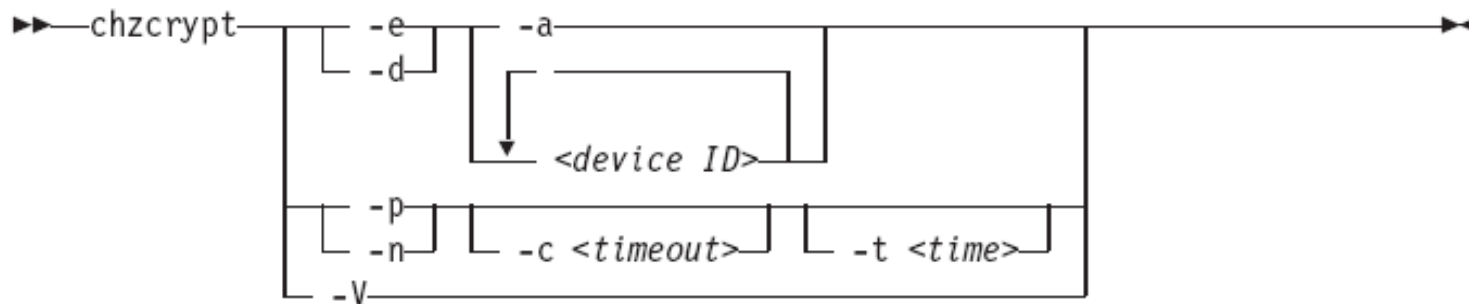 chzcrypt -e -a
-d
<device ID>
-p
-n -c <timeout> -t <time>
-V